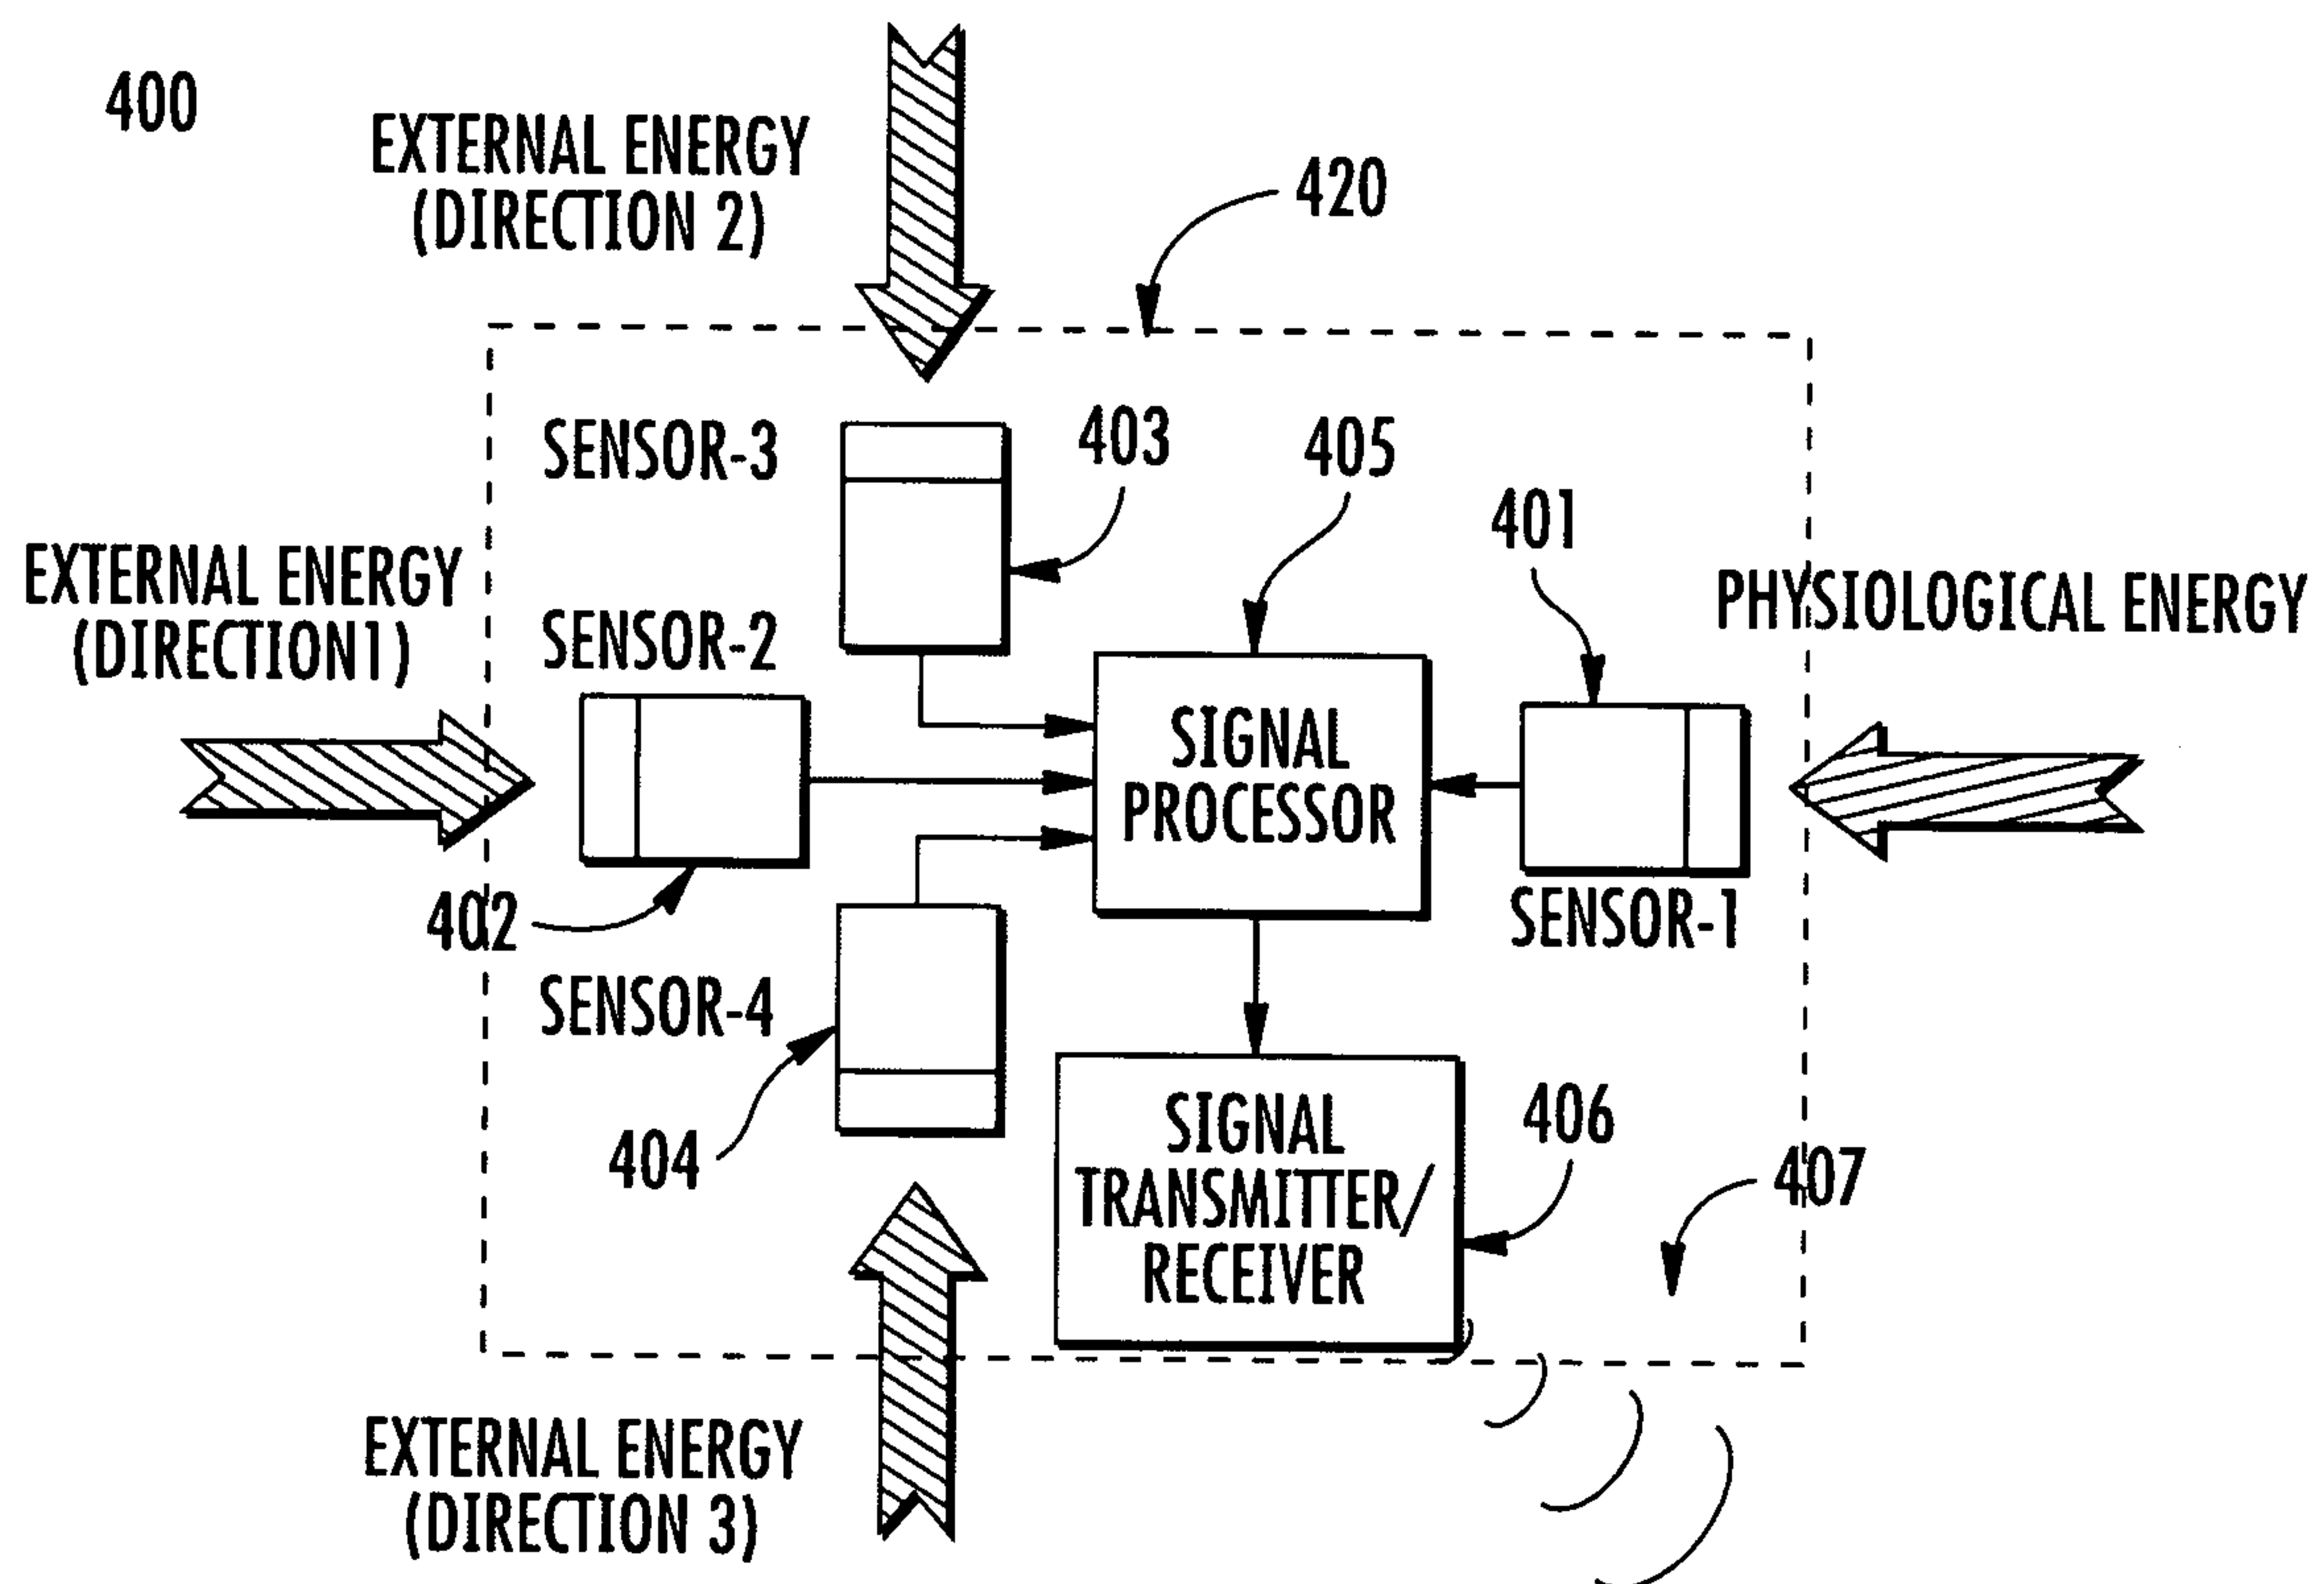 400
EXTERNAL ENERGY
(DIRECTION 2)
420
SENSOR-3
403
405
401
EXTERNAL ENERGY
(DIRECTION1)
SENSOR-2
PHYSIOLOGICAL ENERGY
SIGNAL
PROCESSOR
402
SENSOR-1
SENSOR-4
404
SIGNAL
TRANSMITTER/
RECEIVER
406
407
EXTERNAL ENERGY
(DIRECTION 3)